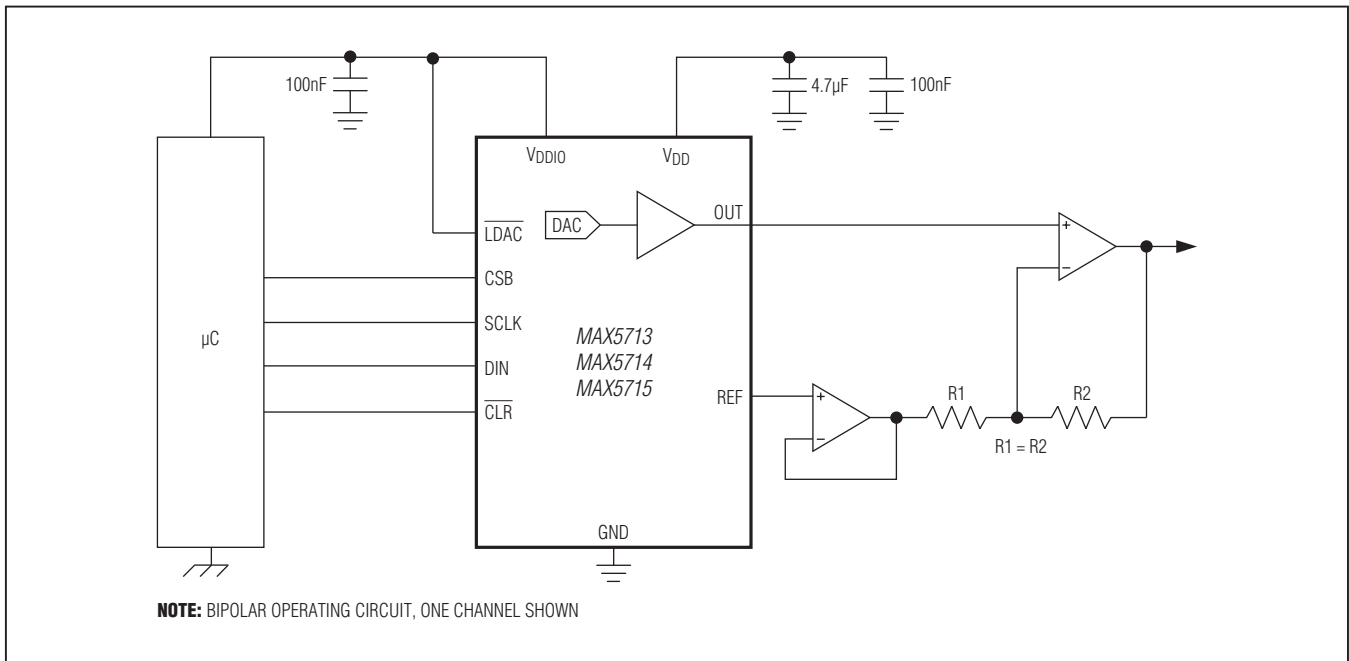 100nF
4.7µF
100nF
VDDIO
VDD
LDAC
DAC
OUT
CSB
SCLK
µC
MAX5713
MAX5714
MAX5715
DIN
REF
CLR
R1
R2
R1 = R2
GND
NOTE: BIPOLAR OPERATING CIRCUIT, ONE CHANNEL SHOWN
+
−
+
−